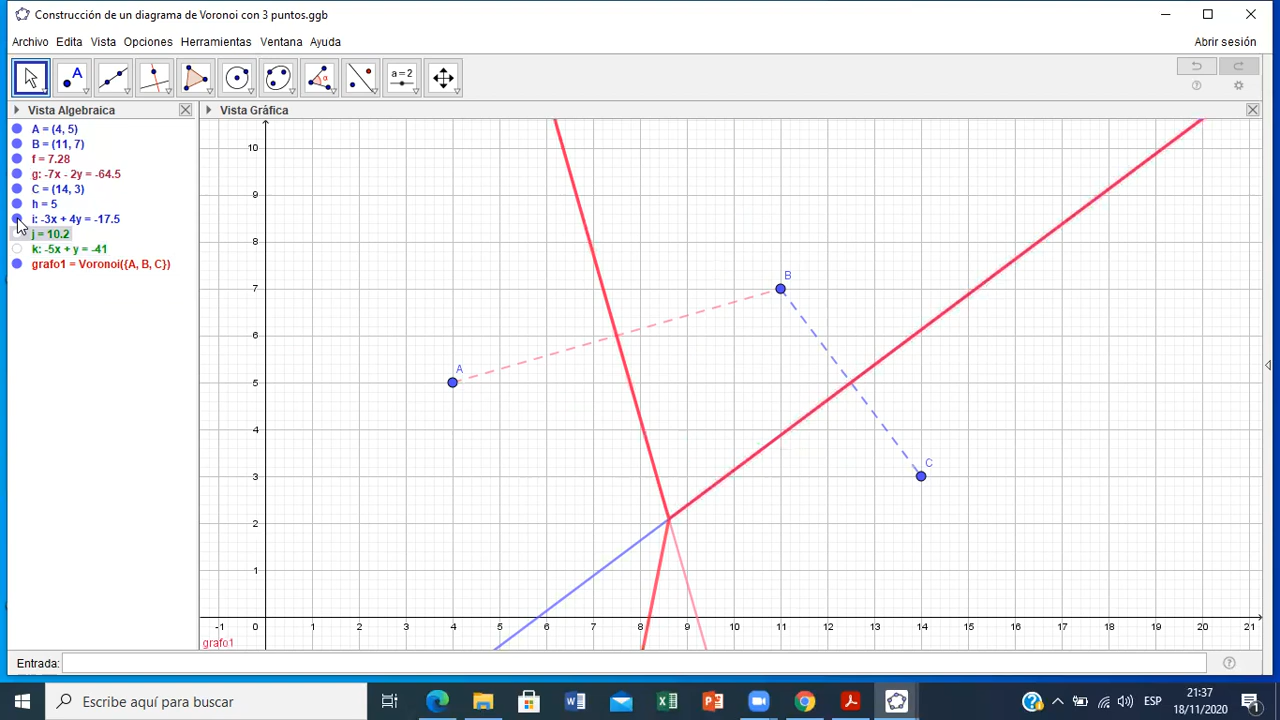 Construcción de un diagrama de Voronoi con 3 puntos.ggb
Archivo Edita Vista Opciones Herramientas Ventana Ayuda
Abrir sesión
A
α
a = 2
Vista Algebraica
Vista Gráfica
A = (4, 5)
B = (11, 7)
f = 7.28
g: -7x - 2y = -64.5
C = (14, 3)
h = 5
i: -3x + 4y = -17.5
j = 10.2
k: -5x + y = -41
grafo1 = Voronoi({A, B, C})
10
9
8
7
6
5
4
3
2
1
B
A
C
-1 0 1 2 3 4 5 6 7 8 9 10 11 12 13 14 15 16 17 18 19 20 21
grafo1
Entrada:
Escribe aquí para buscar
ESP
21:37
18/11/2020
1